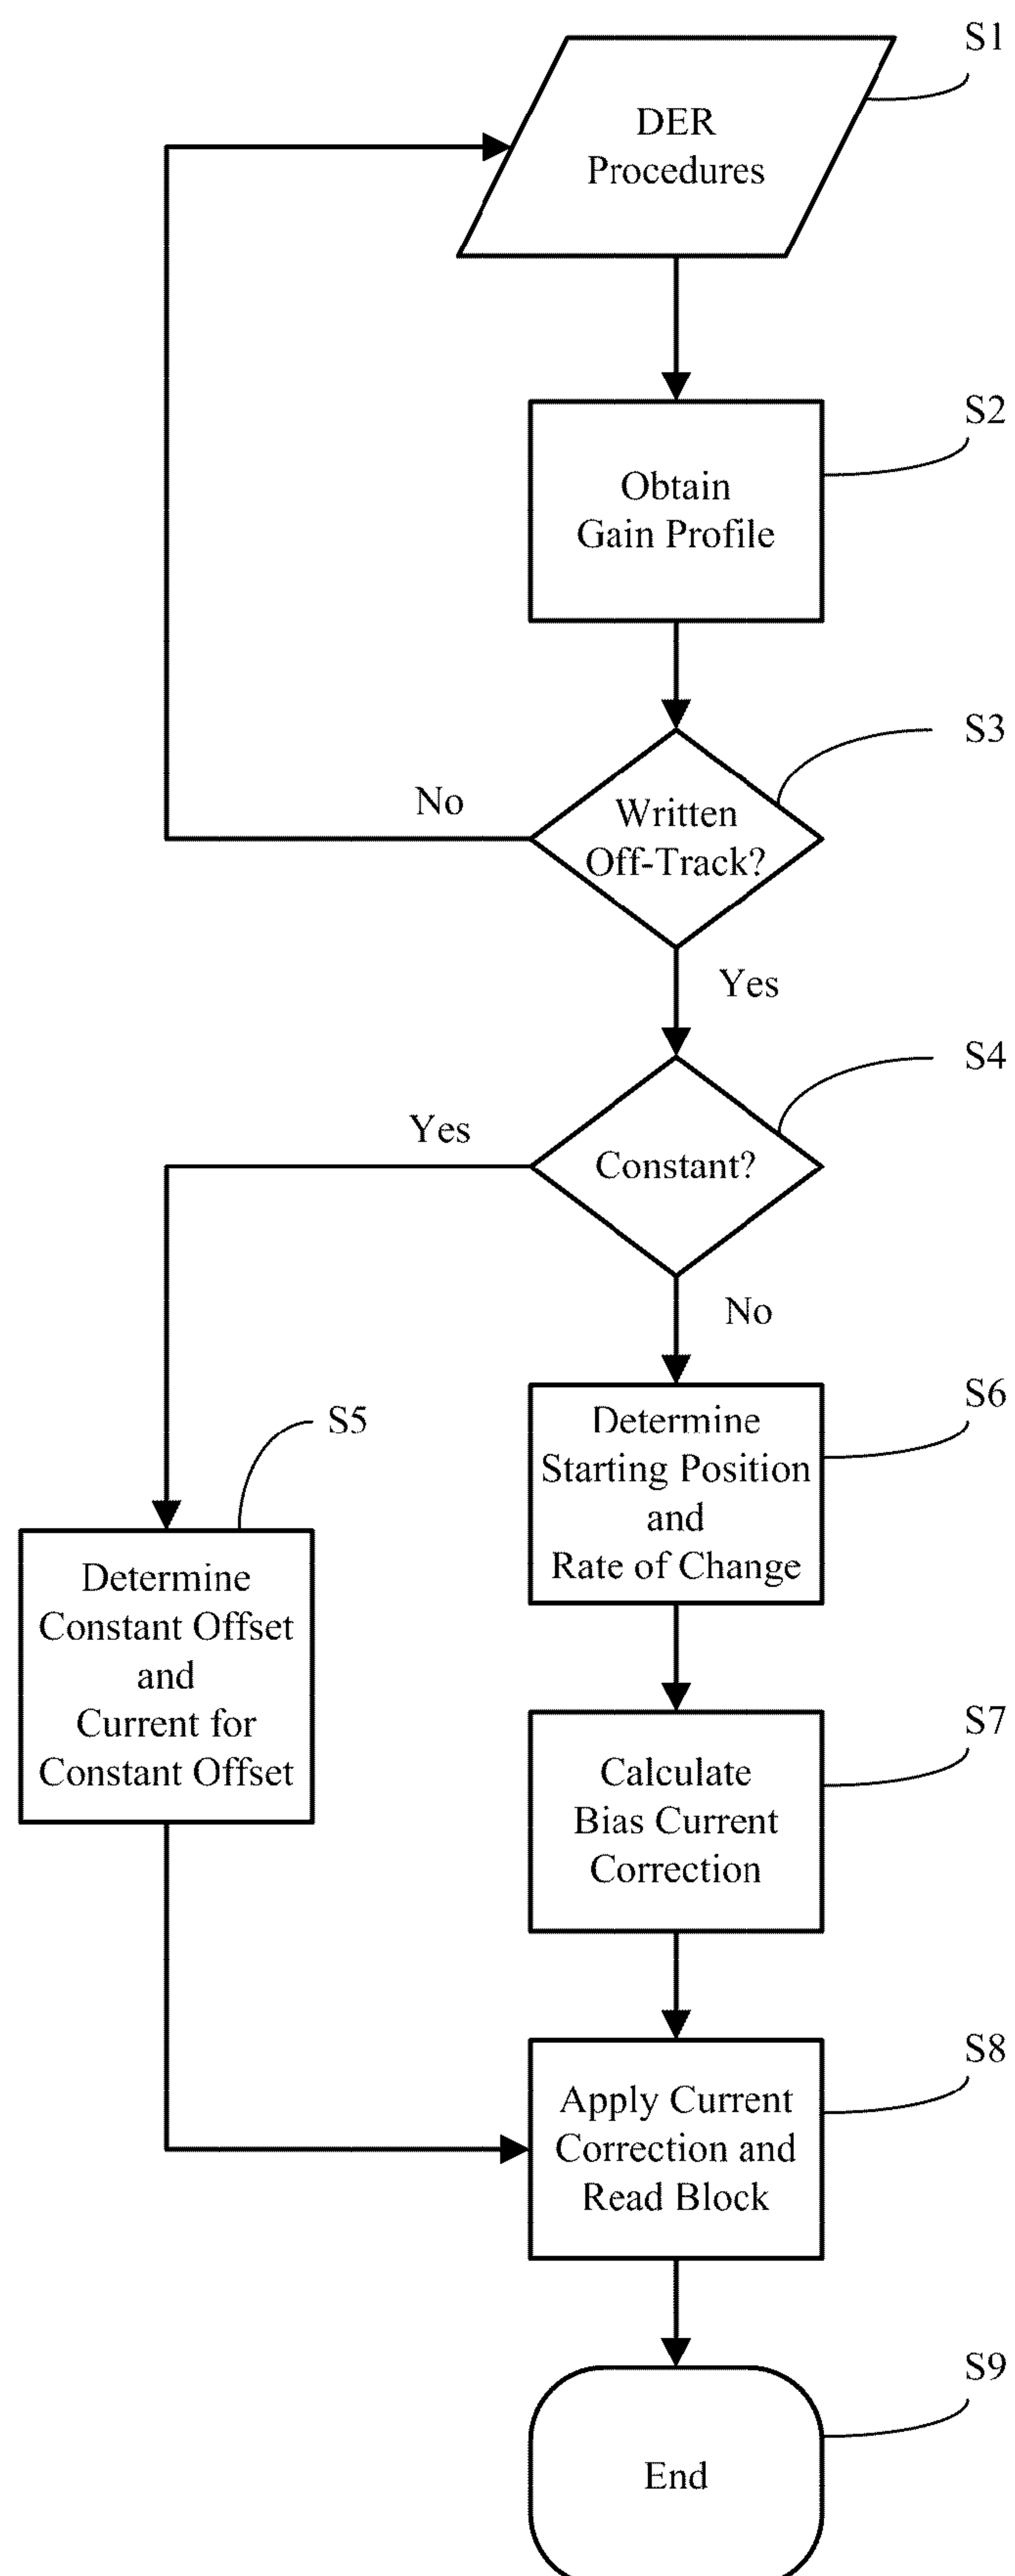 S1
DER
Procedures
S2
Obtain
Gain Profile
S3
No
Written
Off-Track?
Yes
S4
Yes
Constant?
No
S6
Determine
Starting Position
and
Rate of Change
S5
Determine
Constant Offset
and
Current for
Constant Offset
S7
Calculate
Bias Current
Correction
S8
Apply Current
Correction and
Read Block
S9
End